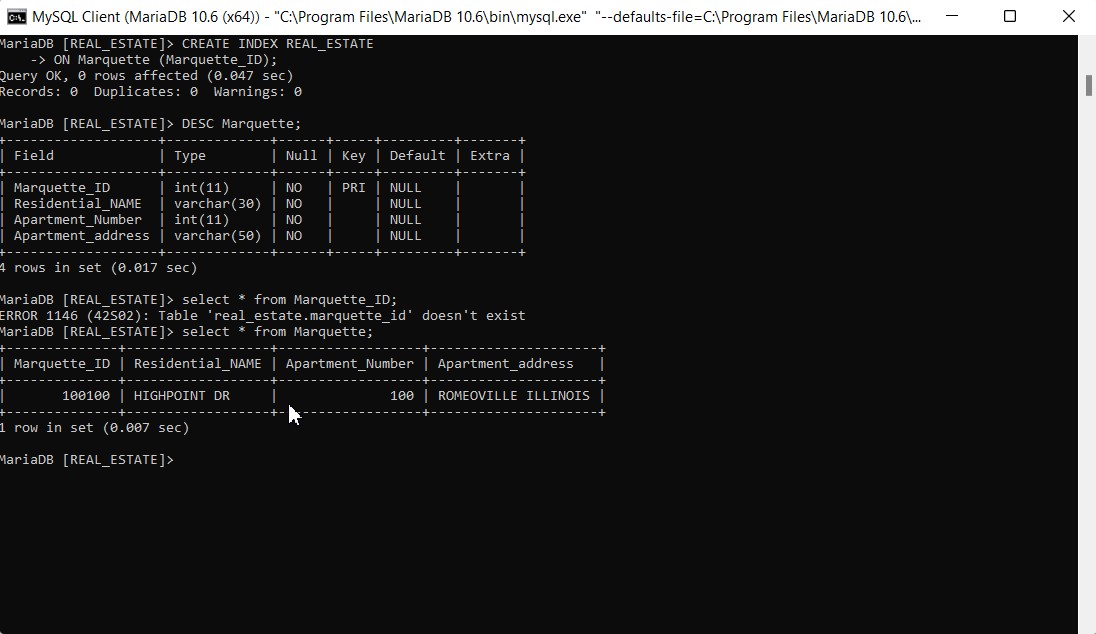 MySQL Client (MariaDB 10.6 (x64)) - "C:\Program Files\MariaDB 10.6\bin\mysql.exe" "--defaults-file=C:\Program Files\MariaDB 10.6\...
MariaDB [REAL_ESTATE]> CREATE INDEX REAL_ESTATE
    -> ON Marquette (Marquette_ID);
Query OK, 0 rows affected (0.047 sec)
Records: 0  Duplicates: 0  Warnings: 0
MariaDB [REAL_ESTATE]> DESC Marquette;
+-------------------+-------------+------+-----+---------+-------+
| Field             | Type        | Null | Key | Default | Extra |
+-------------------+-------------+------+-----+---------+-------+
| Marquette_ID      | int(11)     | NO   | PRI | NULL    |       |
| Residential_NAME  | varchar(30) | NO   |     | NULL    |       |
| Apartment_Number  | int(11)     | NO   |     | NULL    |       |
| Apartment_address | varchar(50) | NO   |     | NULL    |       |
+-------------------+-------------+------+-----+---------+-------+
4 rows in set (0.017 sec)
MariaDB [REAL_ESTATE]> select * from Marquette_ID;
ERROR 1146 (42S02): Table 'real_estate.marquette_id' doesn't exist
MariaDB [REAL_ESTATE]> select * from Marquette;
+--------------+------------------+------------------+---------------------+
| Marquette_ID | Residential_NAME | Apartment_Number | Apartment_address   |
+--------------+------------------+------------------+---------------------+
|       100100 | HIGHPOINT DR     |              100 | ROMEOVILLE ILLINOIS |
+--------------+------------------+------------------+---------------------+
1 row in set (0.007 sec)
MariaDB [REAL_ESTATE]>